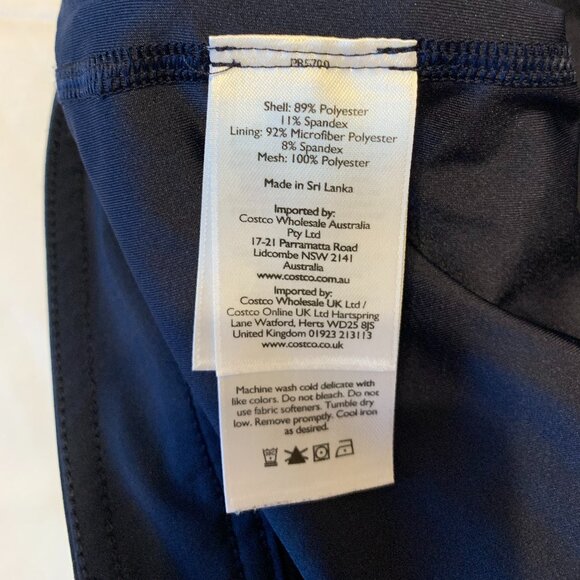 Shell: 89% Polyester
11% Spandex
Lining: 92% Microfiber Polyester
8% Spandex
Mesh: 100% Polyester
Made in Sri Lanka
Imported by:
Costco Wholesale Australia
Pty Ltd
17-21 Parramatta Road
Lidcombe NSW 2141
Australia
www.costco.com.au
Imported by:
Costco Wholesale UK Ltd /
Costco Online UK Ltd Hartspring
Lane Watford, Herts WD25 8JS
United Kingdom 01923 213113
www.costco.co.uk
Machine wash cold delicate with
like colors. Do not bleach. Do not
use fabric softeners. Tumble dry
low. Remove promptly. Cool iron
as desired.